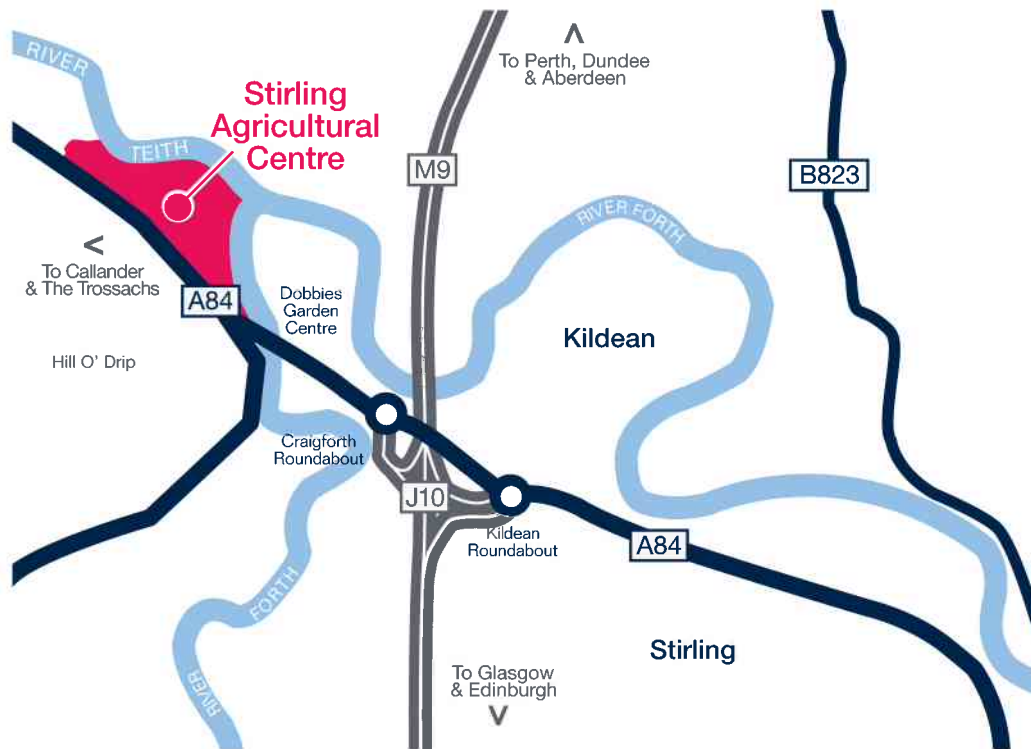 RIVER
TEITH
To Perth, Dundee
& Aberdeen
Stirling
Agricultural
Centre
M9
B823
RIVER FORTH
To Callander
& The Trossachs
A84
Dobbies
Garden
Centre
Kildean
Hill O' Drip
Craigforth
Roundabout
J10
Kildean
Roundabout
A84
FORTH
RIVER
Stirling
To Glasgow
& Edinburgh